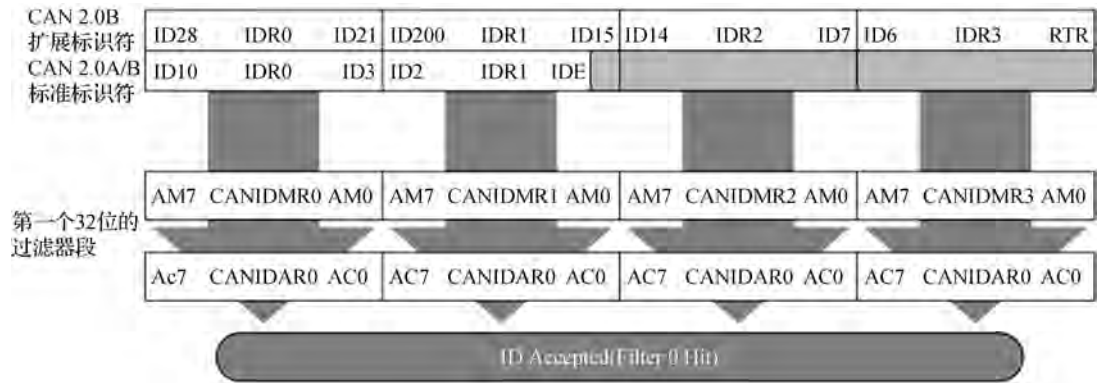 CAN 2.0B
扩展标识符
ID28 IDR0 ID21 ID200 IDR1 ID15 ID14 IDR2 ID7 ID6 IDR3 RTR
CAN 2.0A/B
标准标识符
ID10 IDR0 ID3 ID2 IDR1 IDE
AM7 CANIDMR0 AM0 AM7 CANIDMR1 AM0 AM7 CANIDMR2 AM0 AM7 CANIDMR3 AM0
第一个32位的
过滤器段
Ac7 CANIDAR0 AC0 AC7 CANIDAR0 AC0 AC7 CANIDAR0 AC0 AC7 CANIDAR0 AC0
ID Accepted(Filter 0 Hit)